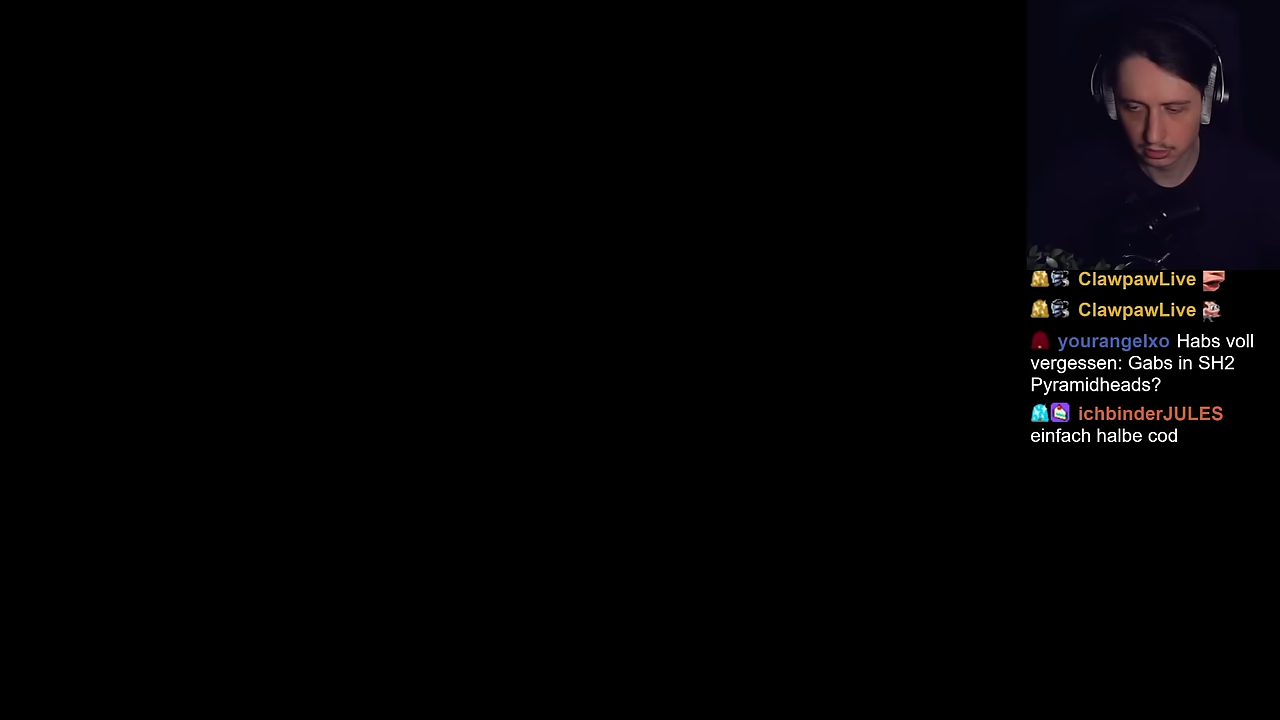 ClawpawLive
ClawpawLive
yourangelxo Habs voll
vergessen: Gabs in SH2
Pyramidheads?
ichbinderJULES
einfach halbe cod